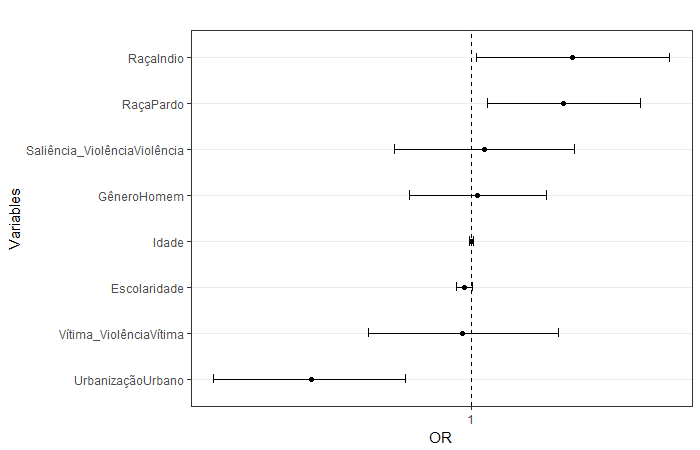 RaçaIndio
RaçaPardo
Saliência_ViolênciaViolência
GêneroHomem
Idade
Escolaridade
Vítima_ViolênciaVítima
UrbanizaçãoUrbano
Variables
1
OR